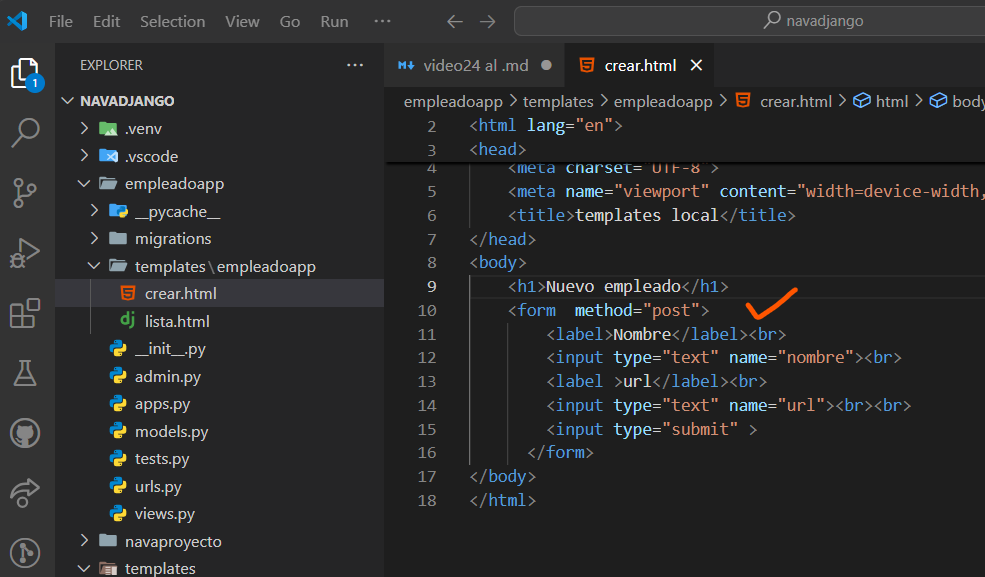 File Edit Selection View Go Run ··· navadjango
EXPLORER ···
1
NAVADJANGO
.venv
.vscode
empleadoapp
__pycache__
migrations
templates\empleadoapp
crear.html
lista.html
__init__.py
admin.py
apps.py
models.py
tests.py
urls.py
views.py
navaproyecto
templates
video24 al .md
crear.html
empleadoapp > templates > empleadoapp > crear.html > html > body
2 <html lang="en">
3 <head>
4 <meta charset="UTF-8">
5 <meta name="viewport" content="width=device-width,
6 <title>templates local</title>
7 </head>
8 <body>
9 <h1>Nuevo empleado</h1>
10 <form  method="post">
11 <label>Nombre</label><br>
12 <input type="text" name="nombre"><br>
13 <label >url</label><br>
14 <input type="text" name="url"><br><br>
15 <input type="submit" >
16 </form>
17 </body>
18 </html>